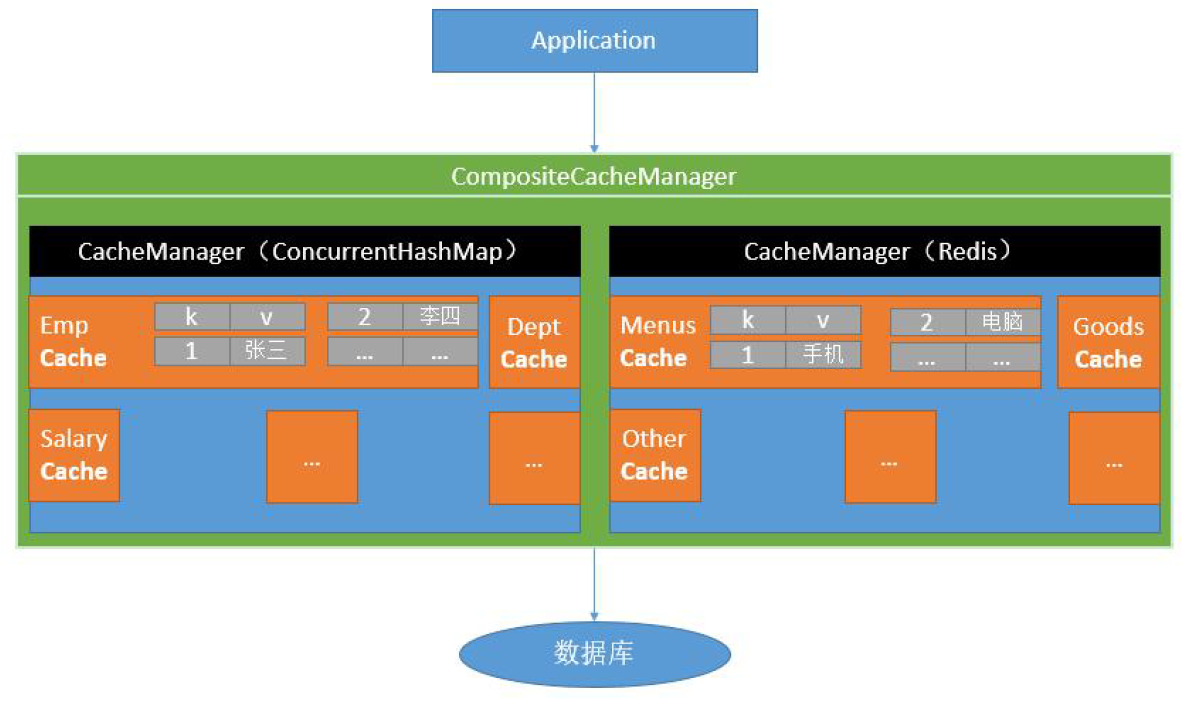 Application
CompositeCacheManager
CacheManager（ConcurrentHashMap）
Emp
Cache
k v
1 张三
2 李四
... ...
Dept
Cache
Salary
Cache
...
...
CacheManager（Redis）
Menus
Cache
k v
1 手机
2 电脑
... ...
Goods
Cache
Other
Cache
...
...
数据库